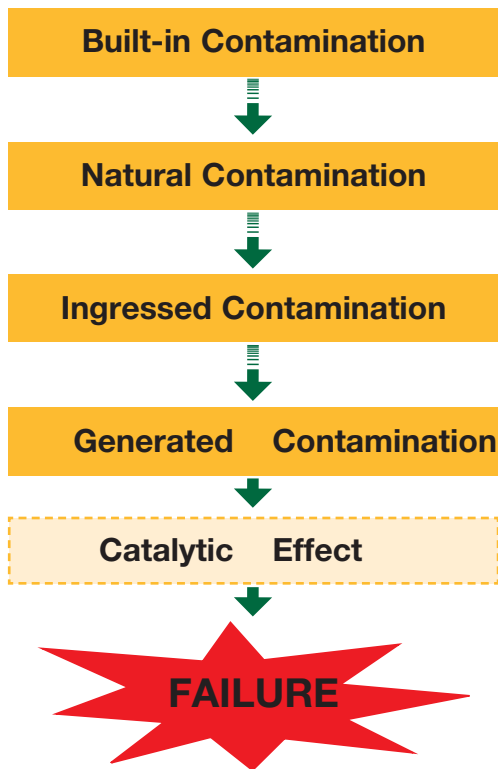 Built-in Contamination
Natural Contamination
Ingressed Contamination
Generated Contamination
Catalytic Effect
FAILURE